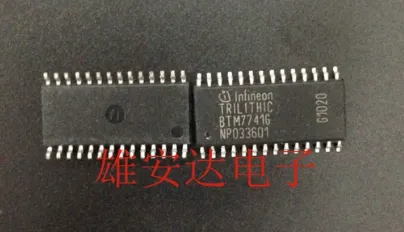 Infineon
TRILITHIC
BTM7741G
NP033601
G1020
雄安达电子